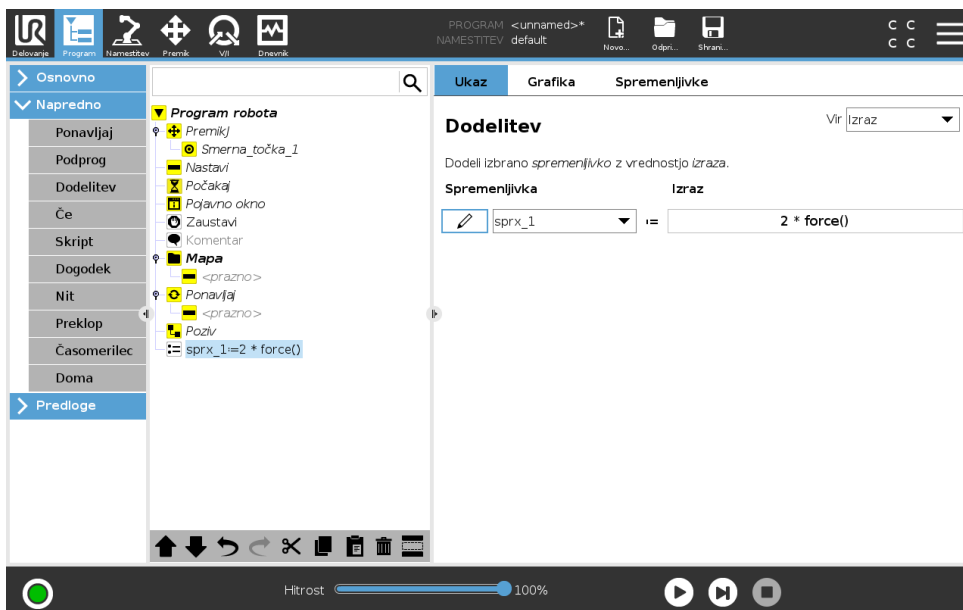 UR
Delovanje
Program
Namestitev
Premik
V/I
Dnevnik
PROGRAM <unnamed>*
NAMESTITEV default
Novo...
Odpri...
Shrani...
C C
C C
Osnovno
Napredno
Ponavljaj
Podprog
Dodelitev
Če
Skript
Dogodek
Nit
Preklop
Časomerilec
Doma
Predloge
Program robota
PremikJ
Smerna_točka_1
Nastavi
Počakaj
Pojavno okno
Zaustavi
Komentar
Mapa
<prazno>
Ponavljaj
<prazno>
Poziv
sprx_1:=2 * force()
Ukaz
Grafika
Spremenljivke
Dodelitev
Vir Izraz
Dodeli izbrano spremenljivko z vrednostjo izraza.
Spremenljivka Izraz
sprx_1 := 2 * force()
Hitrost 100%